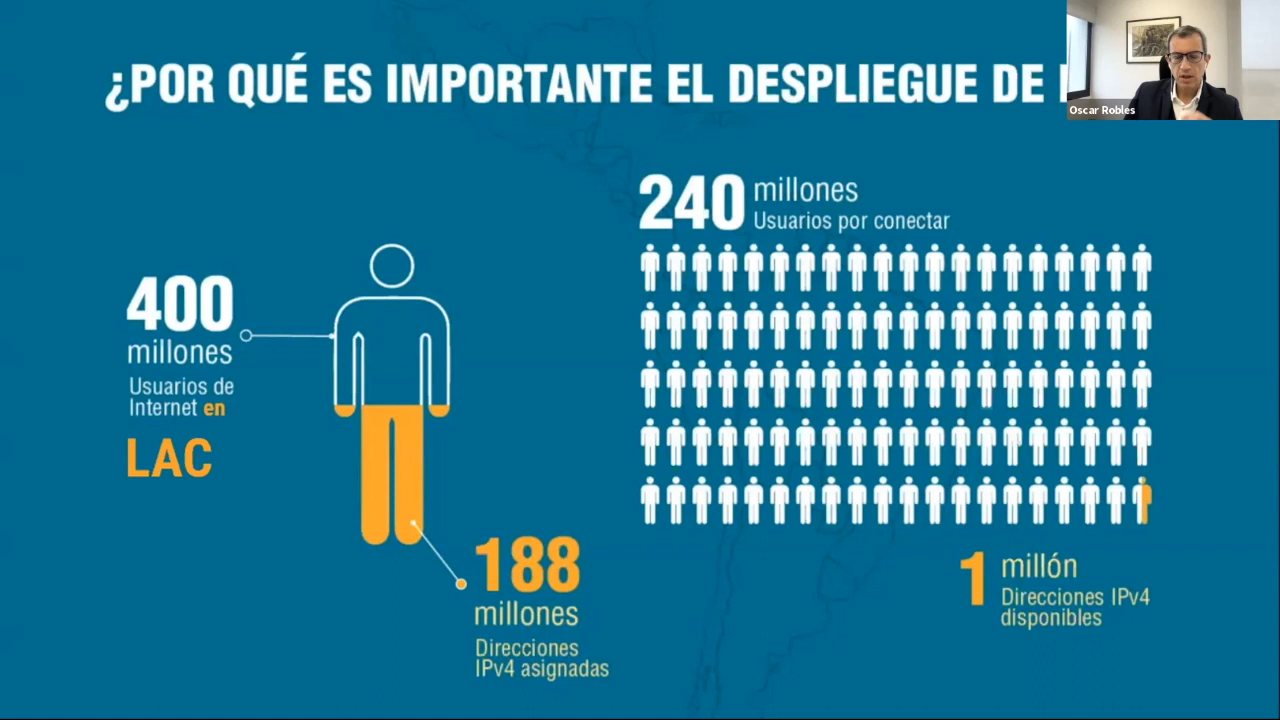 ¿POR QUÉ ES IMPORTANTE EL DESPLIEGUE DE
Oscar Robles
240 millones
Usuarios por conectar
400
millones
Usuarios de
Internet en
LAC
188
millones
Direcciones
IPv4 asignadas
1 millón
Direcciones IPv4
disponibles